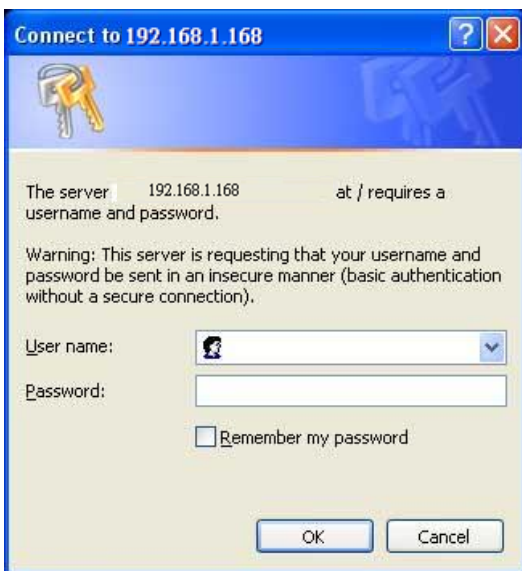 Connect to 192.168.1.168
The server 192.168.1.168 at / requires a
username and password.
Warning: This server is requesting that your username and
password be sent in an insecure manner (basic authentication
without a secure connection).
User name:
Password:
Remember my password
OK Cancel